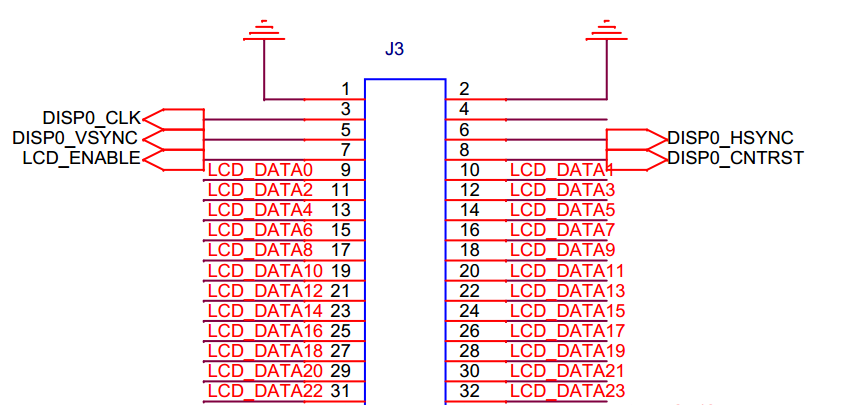 J3
1 2
3 4
DISP0_CLK
5 6
DISP0_VSYNC DISP0_HSYNC
7 8
LCD_ENABLE DISP0_CNTRST
LCD_DATA0 9 10 LCD_DATA1
LCD_DATA2 11 12 LCD_DATA3
LCD_DATA4 13 14 LCD_DATA5
LCD_DATA6 15 16 LCD_DATA7
LCD_DATA8 17 18 LCD_DATA9
LCD_DATA10 19 20 LCD_DATA11
LCD_DATA12 21 22 LCD_DATA13
LCD_DATA14 23 24 LCD_DATA15
LCD_DATA16 25 26 LCD_DATA17
LCD_DATA18 27 28 LCD_DATA19
LCD_DATA20 29 30 LCD_DATA21
LCD_DATA22 31 32 LCD_DATA23